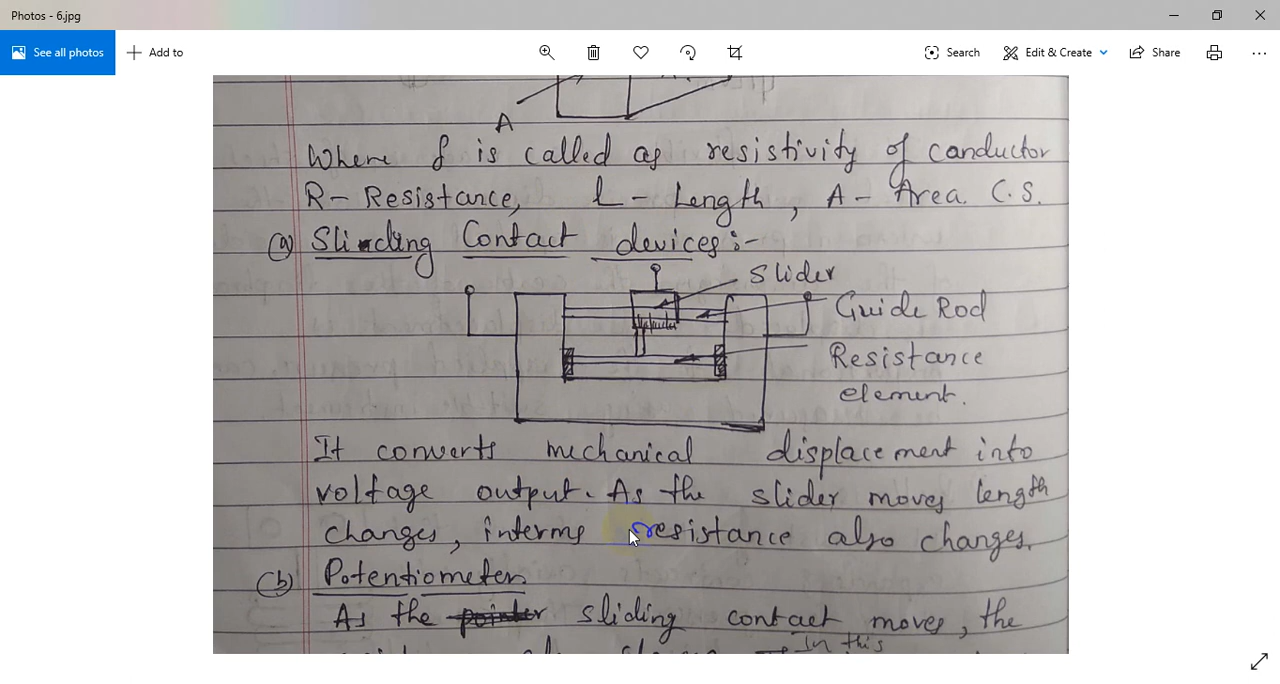 Photos - 6.jpg
See all photos
Add to
Search
Edit & Create
Share
A
Where ρ is called as resistivity of conductor
R - Resistance, L - Length, A - Area C.S.
(a) Sliding Contact devices:-
Slider
Guide Rod
Resistance
element.
It converts mechanical displacement into
voltage output. As the slider moves length
changes, interms resistance also changes.
(b) Potentiometer
As the sliding contact moves, the
In this